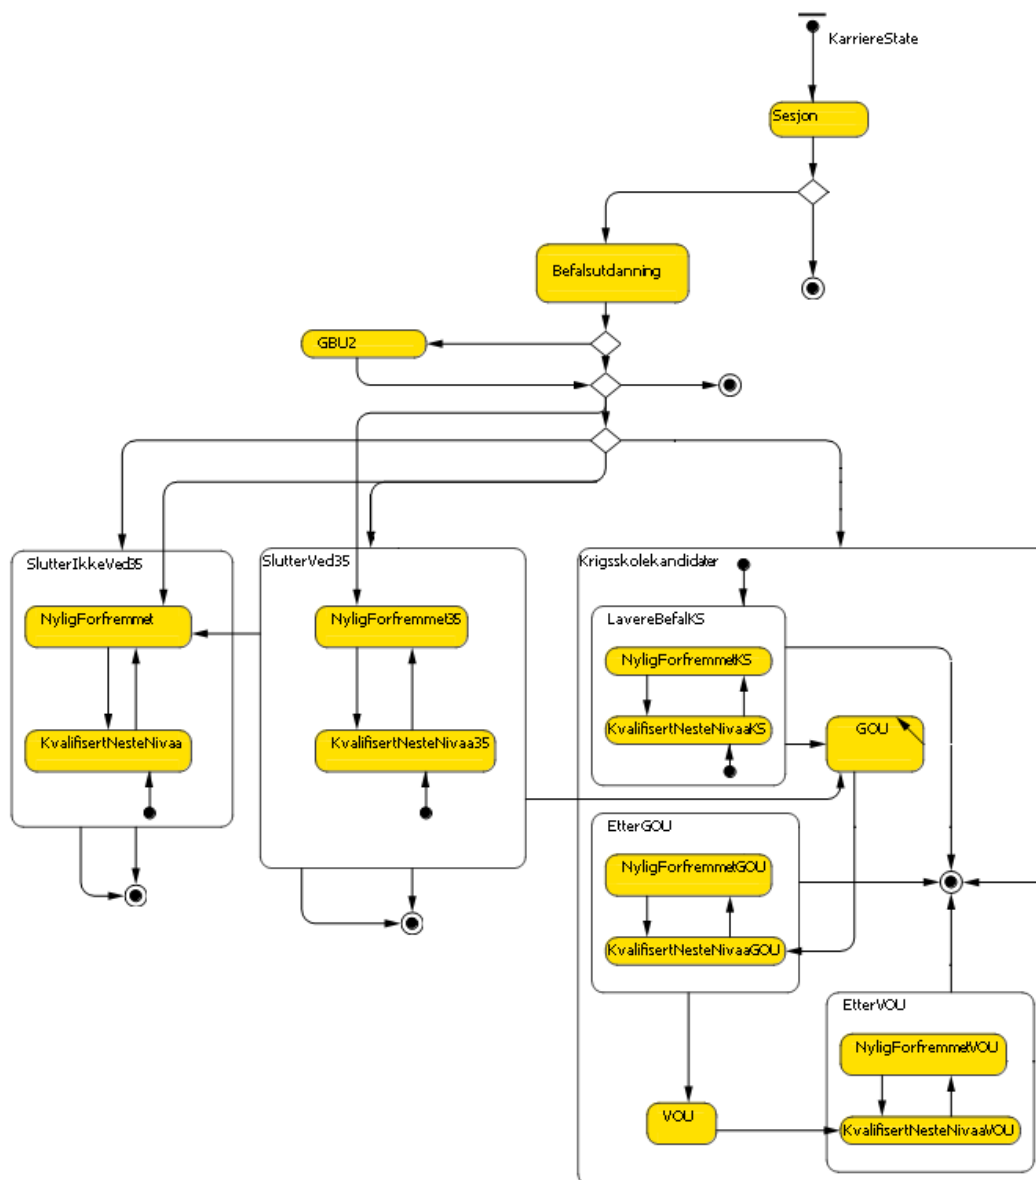 KarriereState
Sesjon
Befalsutdanning
GBU2
SlutterIkkeVed35
NyligForfremmet
KvalifisertNesteNivaa
SlutterVed35
NyligForfremmet35
KvalifisertNesteNivaa35
Krigsskolekandidater
LavereBefalKS
NyligForfremmetKS
KvalifisertNesteNivaaKS
GOU
EtterGOU
NyligForfremmetGOU
KvalifisertNesteNivaaGOU
EtterVOU
NyligForfremmetVOU
VOU
KvalifisertNesteNivaaVOU